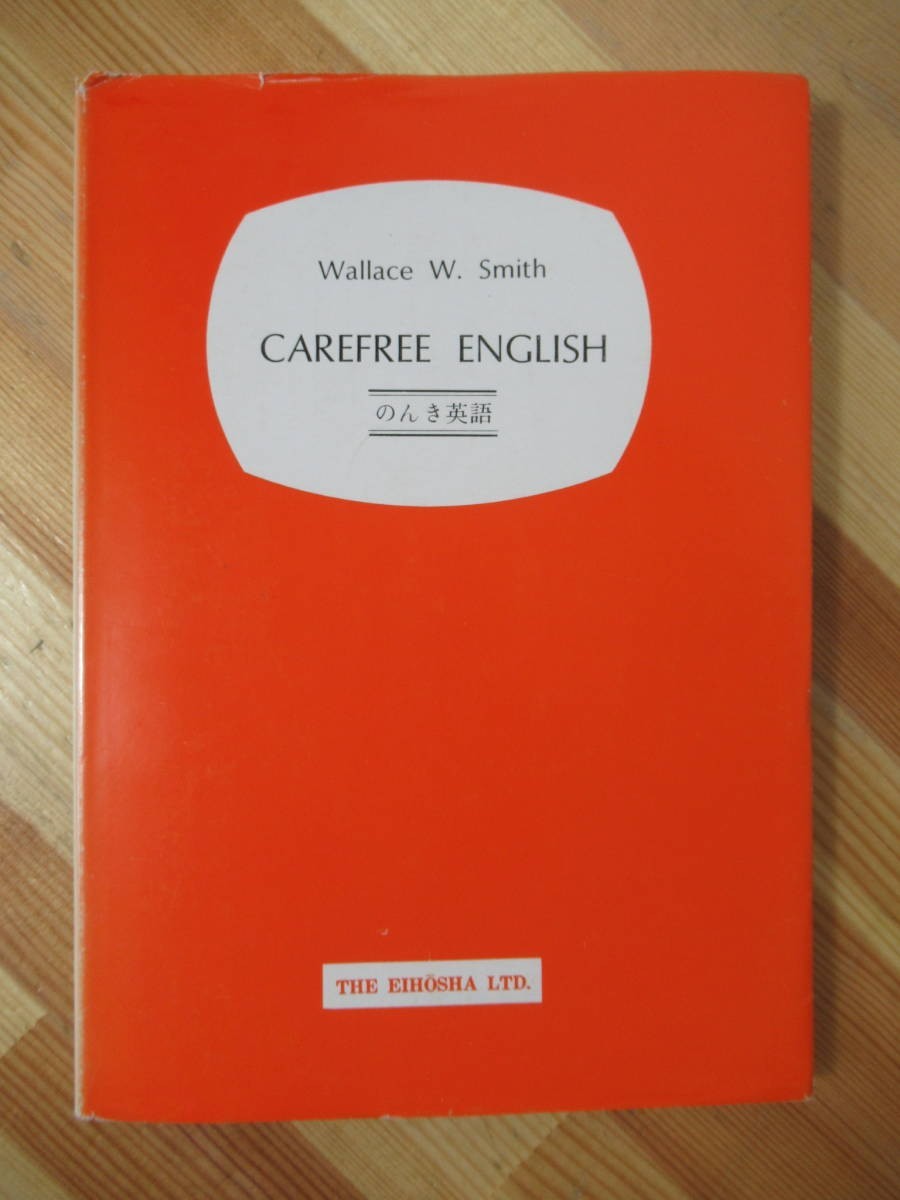 Wallace W. Smith
CAREFREE ENGLISH
のんき英語
THE EIHŌSHA LTD.